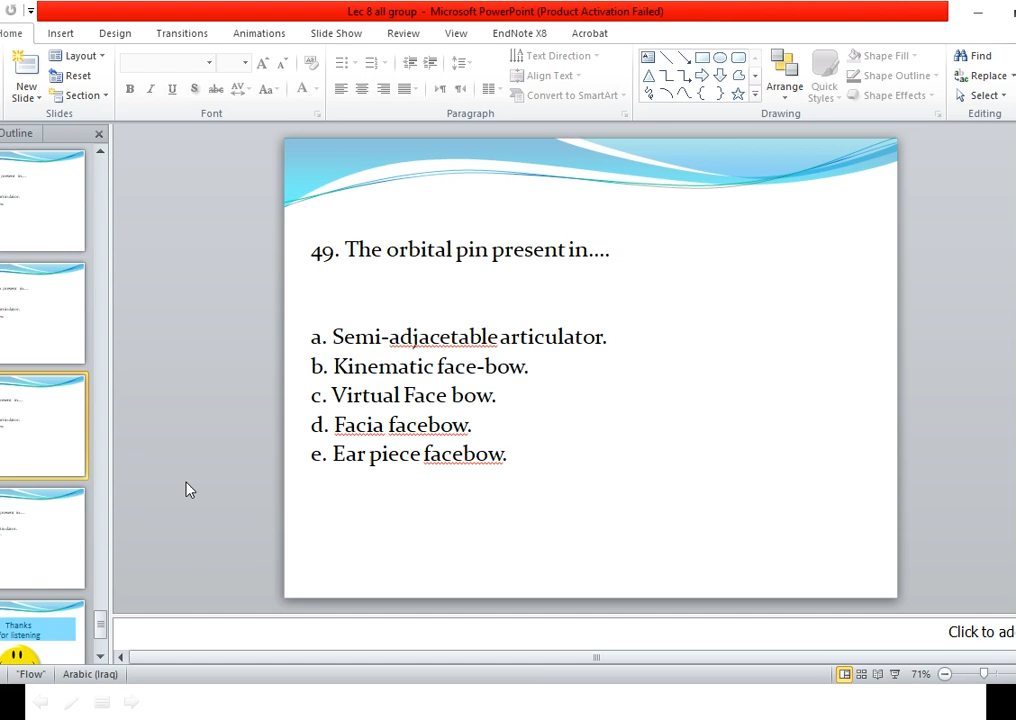 Lec 8 all group - Microsoft PowerPoint (Product Activation Failed)
Home Insert Design Transitions Animations Slide Show Review View EndNote X8 Acrobat
New Slide Layout Reset Section
B I U S abc AV Aa A
Text Direction Align Text Convert to SmartArt
Arrange Quick Styles Shape Fill Shape Outline Shape Effects
Find Replace Select
Slides Font Paragraph Drawing Editing
Outline
49. The orbital pin present in....
a. Semi-adjacetable articulator.
b. Kinematic face-bow.
c. Virtual Face bow.
d. Facia facebow.
e. Ear piece facebow.
Thanks
for listening
Click to ad
"Flow" Arabic (Iraq) 71%